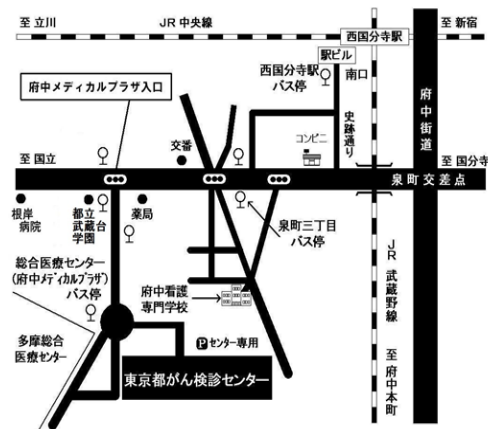 至 立川
JR 中央線
西国分寺駅
至 新宿
駅ビル
西国分寺駅
バス停
南口
府中メディカルプラザ入口
史跡通り
府中街道
交番
コンビニ
至 国立
至 国分寺
泉町交差点
根岸
病院
都立
武蔵台
学園
薬局
泉町三丁目
バス停
総合医療センター
(府中メディカルプラザ)
バス停
府中看護
専門学校
JR 武蔵野線
多摩総合
医療センター
P センター専用
至 府中本町
東京都がん検診センター